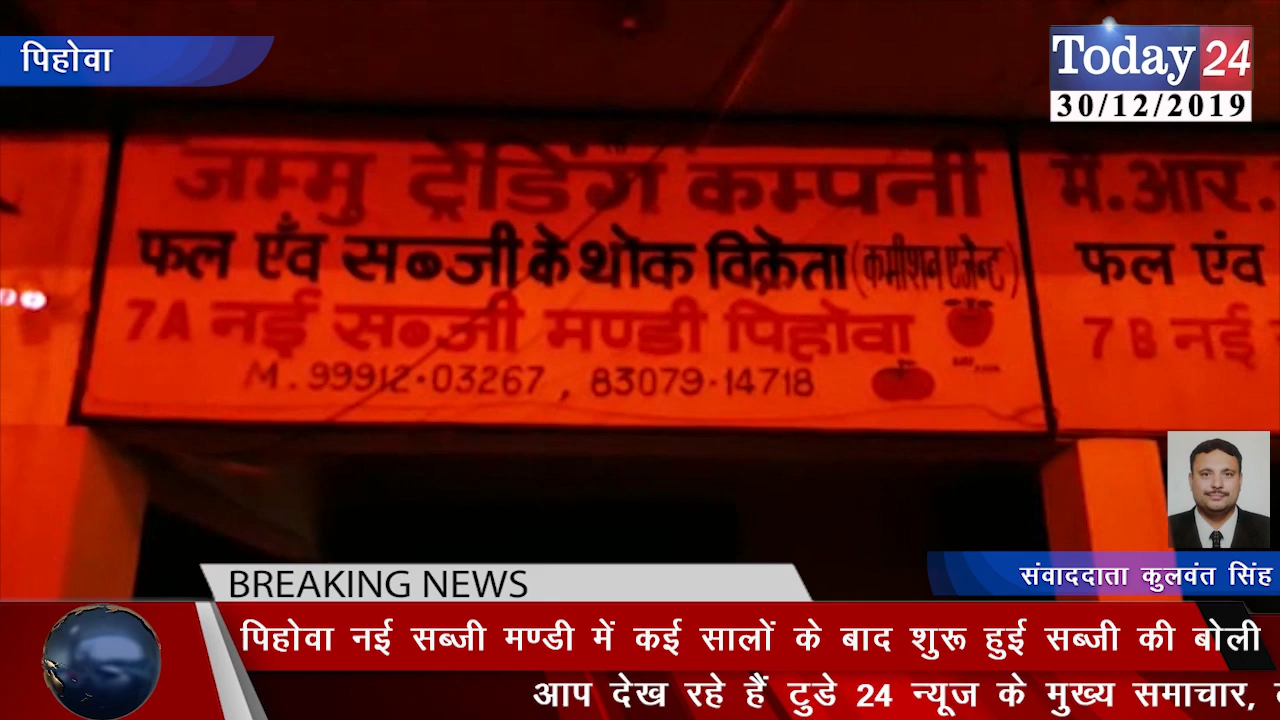 पिहोवा
Today 24
30/12/2019
जम्मु ट्रेडिंग कम्पनी
फल एँव सब्जी के थोक विक्रेता (कमीशन एजेन्ट)
7A नई सब्जी मण्डी पिहोवा
M. 99912-03267, 83079-14718
मै. आर.
फल एंव
7 B नई
संवाददाता कुलवंत सिंह
BREAKING NEWS
पिहोवा नई सब्जी मण्डी में कई सालों के बाद शुरू हुई सब्जी की बोली
आप देख रहे हैं टुडे 24 न्यूज के मुख्य समाचार,